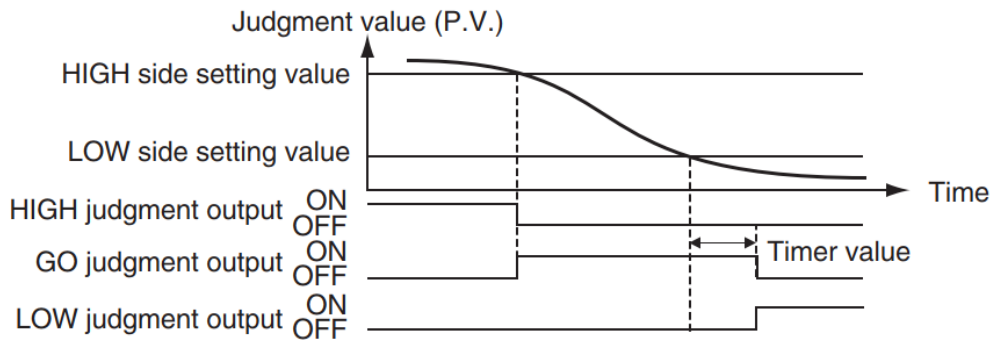 Judgment value (P.V.)
HIGH side setting value
LOW side setting value
Time
HIGH judgment output ON
OFF
GO judgment output ON
OFF
Timer value
LOW judgment output ON
OFF